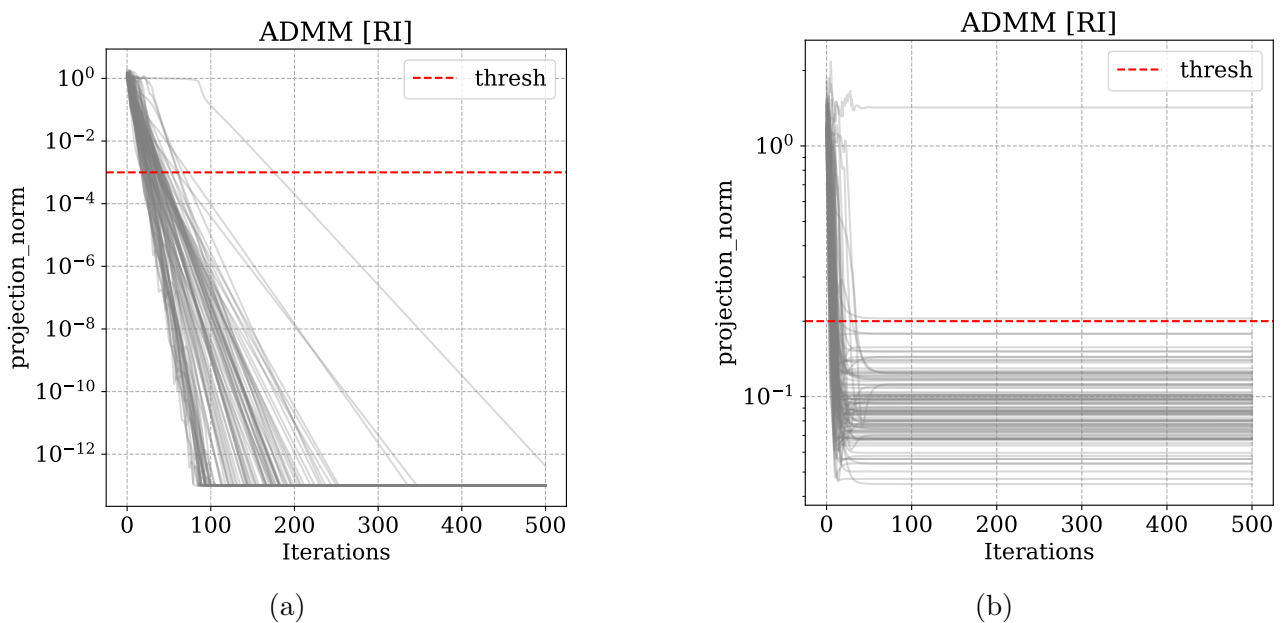 ADMM [RI]
thresh
10^0
10^-2
10^-4
10^-6
10^-8
10^-10
10^-12
projection_norm
0 100 200 300 400 500
Iterations
(a)
ADMM [RI]
thresh
10^0
10^-1
projection_norm
0 100 200 300 400 500
Iterations
(b)